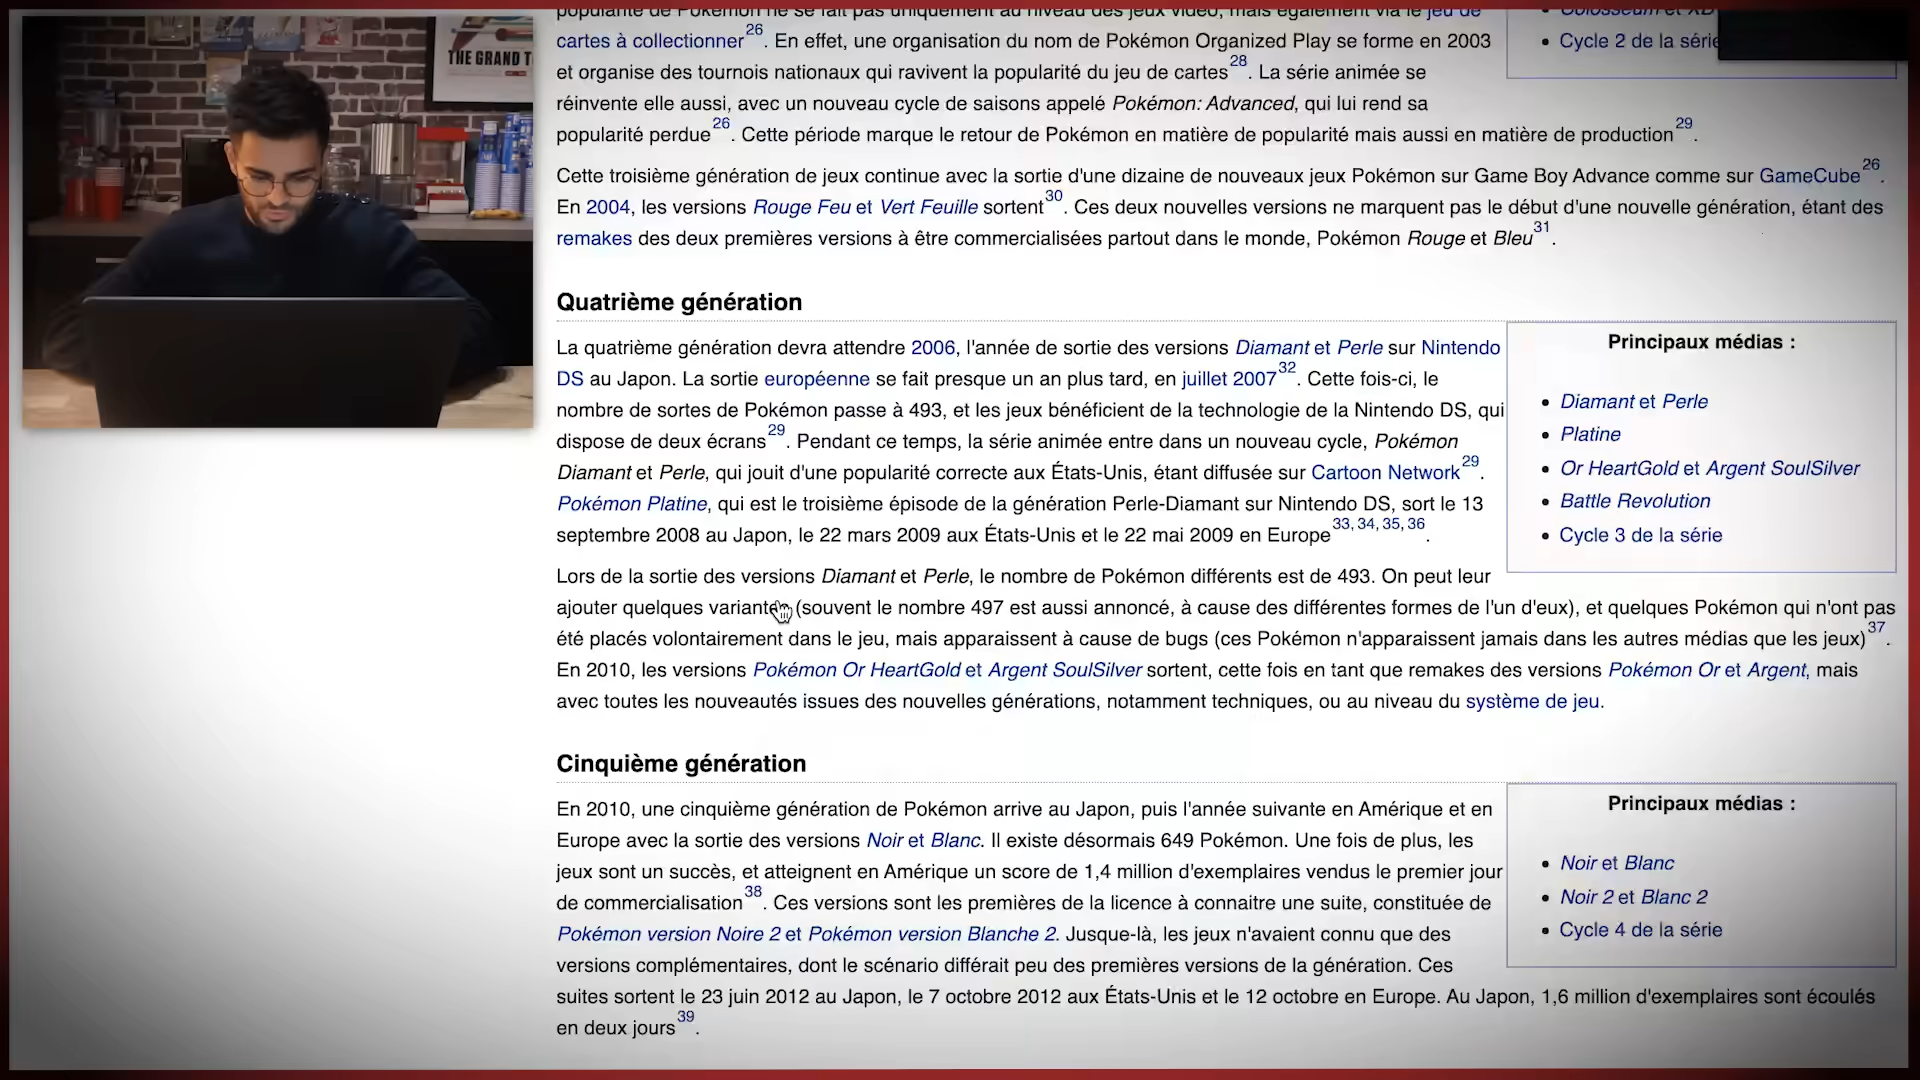 THE GRAND T
popularité de Pokémon ne se fait pas uniquement au niveau des jeux vidéo, mais également via le jeu de
cartes à collectionner26. En effet, une organisation du nom de Pokémon Organized Play se forme en 2003
et organise des tournois nationaux qui ravivent la popularité du jeu de cartes28. La série animée se
réinvente elle aussi, avec un nouveau cycle de saisons appelé Pokémon: Advanced, qui lui rend sa
popularité perdue26. Cette période marque le retour de Pokémon en matière de popularité mais aussi en matière de production29.
Colosseum et XD
Cycle 2 de la série
Cette troisième génération de jeux continue avec la sortie d'une dizaine de nouveaux jeux Pokémon sur Game Boy Advance comme sur GameCube26.
En 2004, les versions Rouge Feu et Vert Feuille sortent30. Ces deux nouvelles versions ne marquent pas le début d'une nouvelle génération, étant des
remakes des deux premières versions à être commercialisées partout dans le monde, Pokémon Rouge et Bleu31.
Quatrième génération
La quatrième génération devra attendre 2006, l'année de sortie des versions Diamant et Perle sur Nintendo
DS au Japon. La sortie européenne se fait presque un an plus tard, en juillet 200732. Cette fois-ci, le
nombre de sortes de Pokémon passe à 493, et les jeux bénéficient de la technologie de la Nintendo DS, qui
dispose de deux écrans29. Pendant ce temps, la série animée entre dans un nouveau cycle, Pokémon
Diamant et Perle, qui jouit d'une popularité correcte aux États-Unis, étant diffusée sur Cartoon Network29.
Pokémon Platine, qui est le troisième épisode de la génération Perle-Diamant sur Nintendo DS, sort le 13
septembre 2008 au Japon, le 22 mars 2009 aux États-Unis et le 22 mai 2009 en Europe33, 34, 35, 36.
Principaux médias :
Diamant et Perle
Platine
Or HeartGold et Argent SoulSilver
Battle Revolution
Cycle 3 de la série
Lors de la sortie des versions Diamant et Perle, le nombre de Pokémon différents est de 493. On peut leur
ajouter quelques variantes (souvent le nombre 497 est aussi annoncé, à cause des différentes formes de l'un d'eux), et quelques Pokémon qui n'ont pas
été placés volontairement dans le jeu, mais apparaissent à cause de bugs (ces Pokémon n'apparaissent jamais dans les autres médias que les jeux)37.
En 2010, les versions Pokémon Or HeartGold et Argent SoulSilver sortent, cette fois en tant que remakes des versions Pokémon Or et Argent, mais
avec toutes les nouveautés issues des nouvelles générations, notamment techniques, ou au niveau du système de jeu.
Cinquième génération
En 2010, une cinquième génération de Pokémon arrive au Japon, puis l'année suivante en Amérique et en
Europe avec la sortie des versions Noir et Blanc. Il existe désormais 649 Pokémon. Une fois de plus, les
jeux sont un succès, et atteignent en Amérique un score de 1,4 million d'exemplaires vendus le premier jour
de commercialisation38. Ces versions sont les premières de la licence à connaitre une suite, constituée de
Pokémon version Noire 2 et Pokémon version Blanche 2. Jusque-là, les jeux n'avaient connu que des
versions complémentaires, dont le scénario différait peu des premières versions de la génération. Ces
suites sortent le 23 juin 2012 au Japon, le 7 octobre 2012 aux États-Unis et le 12 octobre en Europe. Au Japon, 1,6 million d'exemplaires sont écoulés
en deux jours39.
Principaux médias :
Noir et Blanc
Noir 2 et Blanc 2
Cycle 4 de la série